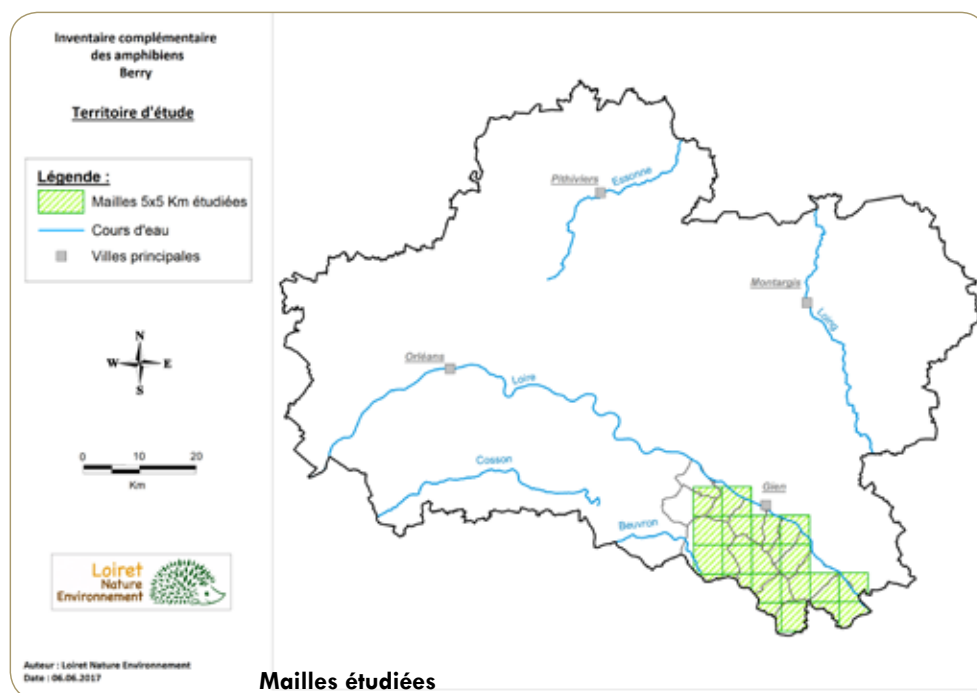 Inventaire complémentaire
des amphibiens
Berry
Territoire d'étude
Légende :
Mailles 5x5 Km étudiées
Cours d'eau
Villes principales
N
W
E
S
0
10
20
Km
Loiret
Nature
Environnement
Auteur : Loiret Nature Environnement
Date : 06.06.2017
Pithiviers
Essonne
Montargis
Loing
Orléans
Loire
Cosson
Beuvron
Gien
Mailles étudiées